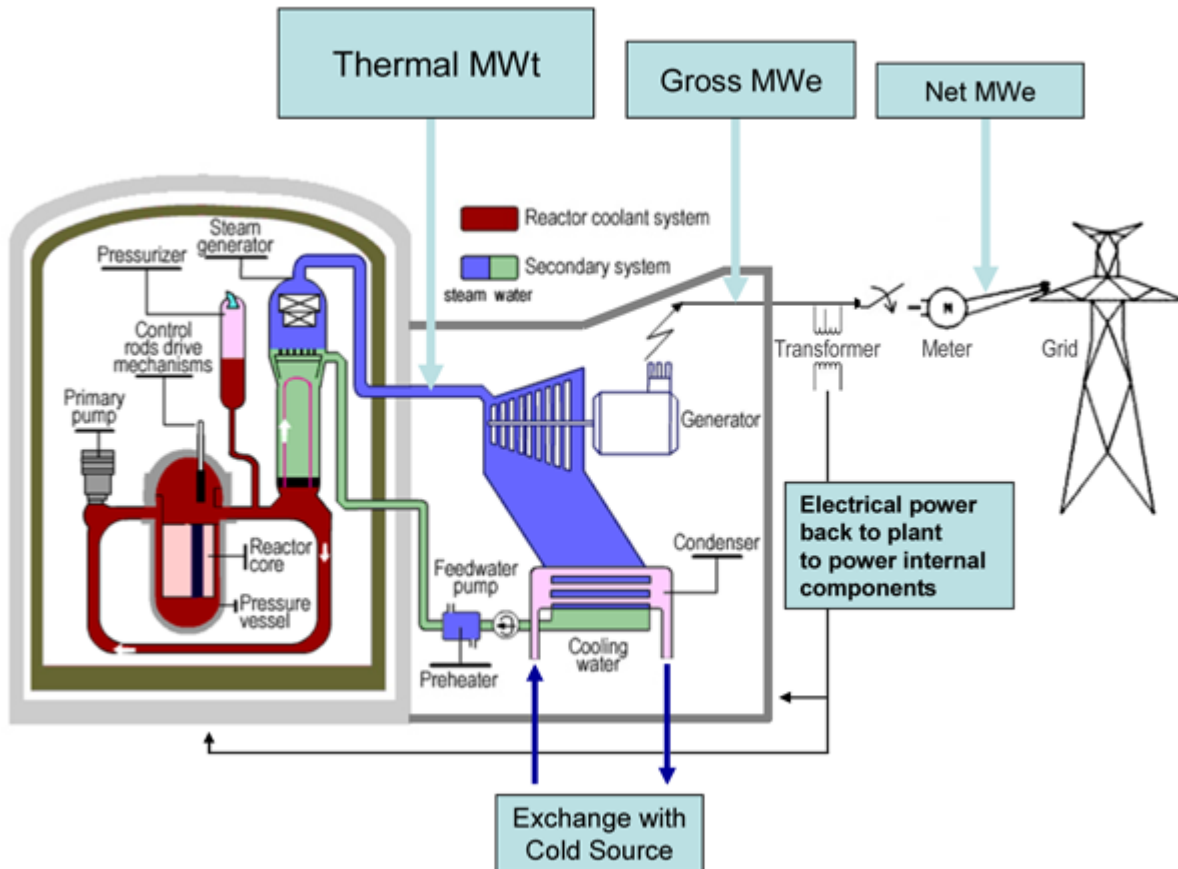 Thermal MWt
Gross MWe
Net MWe
Steam
generator
Pressurizer
Control
rods drive
mechanisms
Primary
pump
Reactor coolant system
Secondary system
steam water
Transformer
Meter
Grid
N
Generator
Reactor
core
Pressure
vessel
Feedwater
pump
Preheater
Condenser
Cooling
water
Electrical power
back to plant
to power internal
components
Exchange with
Cold Source